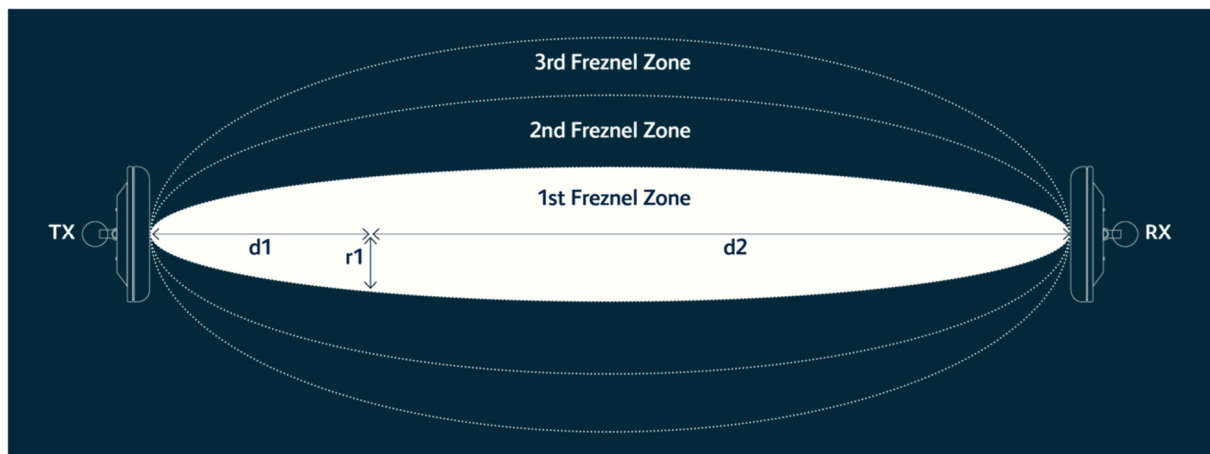 3rd Freznel Zone
2nd Freznel Zone
1st Freznel Zone
TX
RX
d1
r1
d2